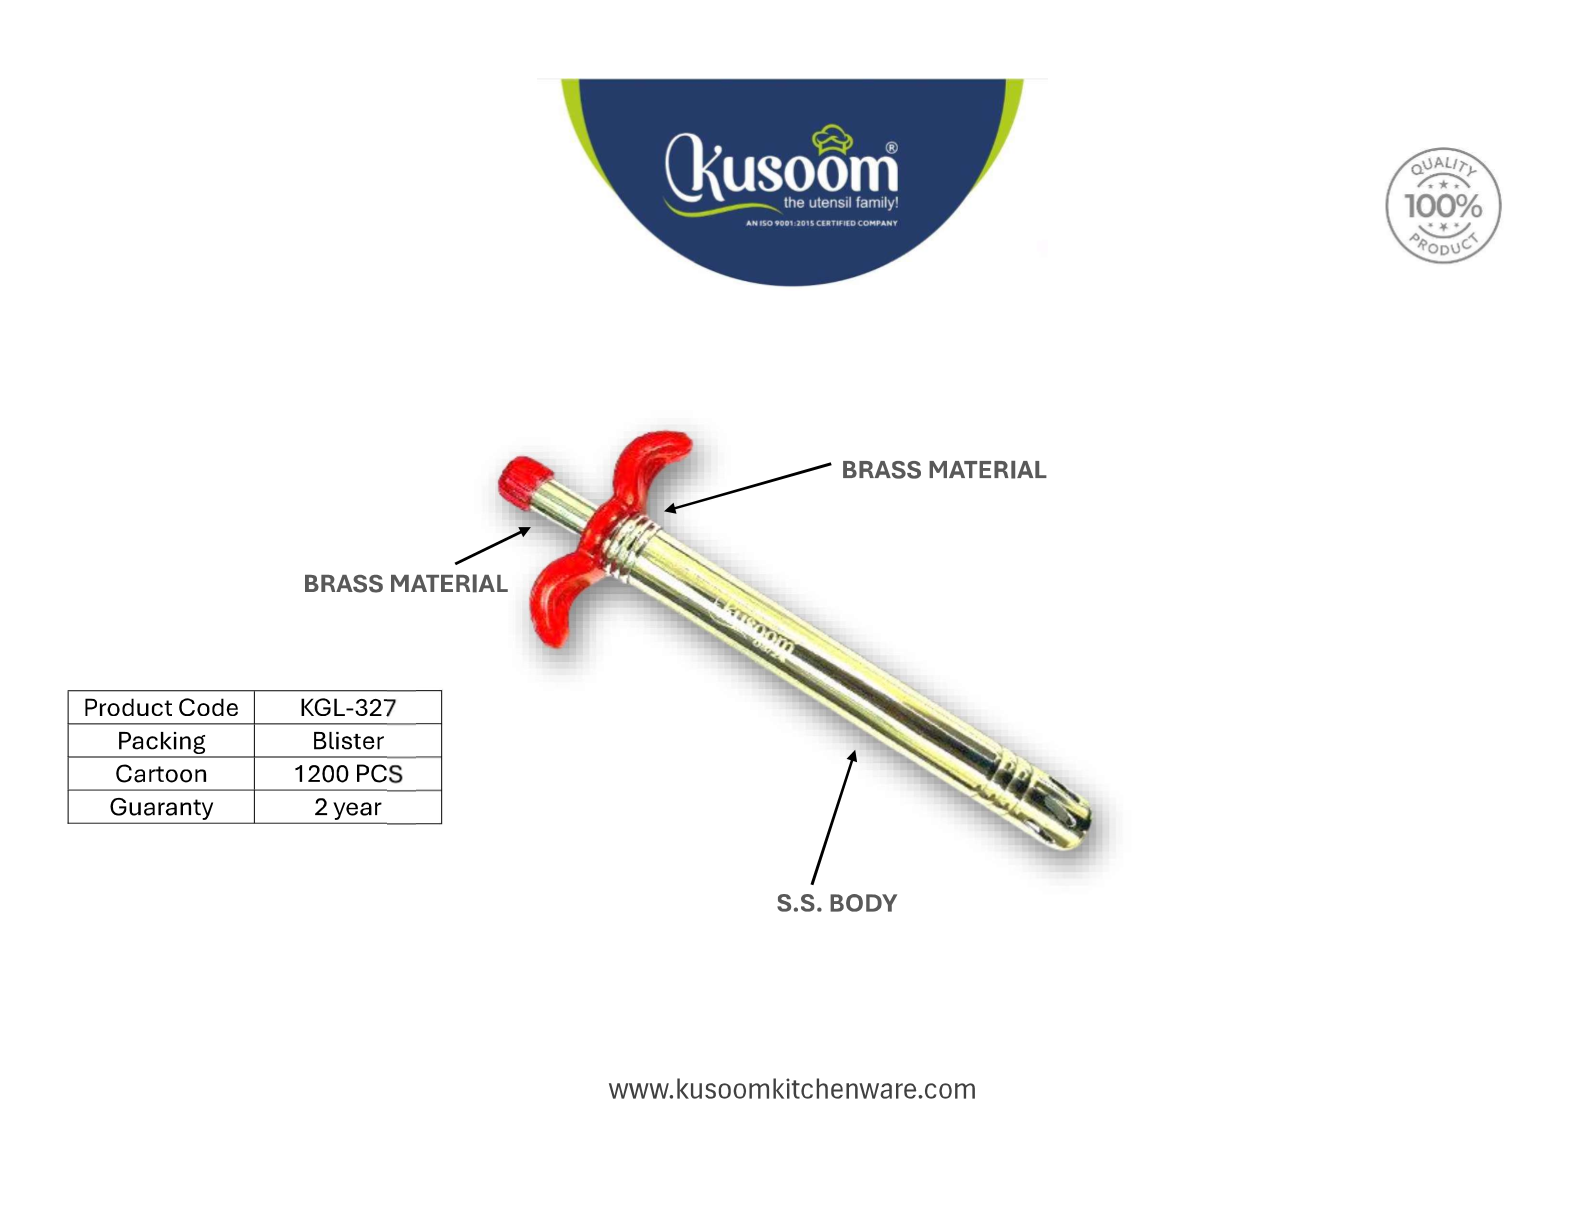 Kusoom®
the utensil family!
AN ISO 9001:2015 CERTIFIED COMPANY
QUALITY
100%
PRODUCT
BRASS MATERIAL
BRASS MATERIAL
Kusoom
Product Code KGL-327
Packing Blister
Cartoon 1200 PCS
Guaranty 2 year
S.S. BODY
www.kusoomkitchenware.com